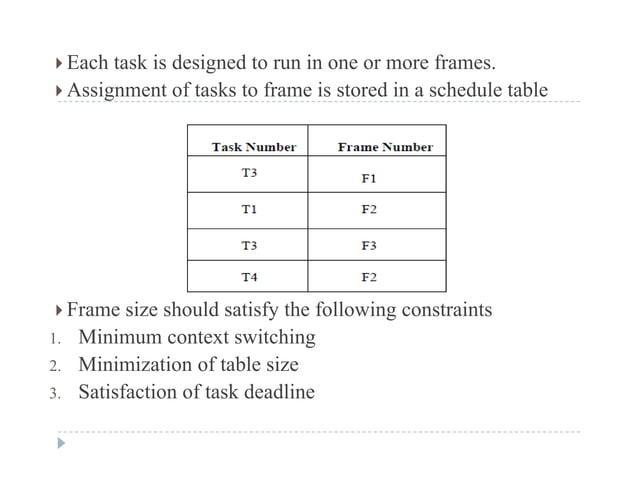 Each task is designed to run in one or more frames.
Assignment of tasks to frame is stored in a schedule table
Task Number Frame Number
T3 F1
T1 F2
T3 F3
T4 F2
Frame size should satisfy the following constraints
1. Minimum context switching
2. Minimization of table size
3. Satisfaction of task deadline